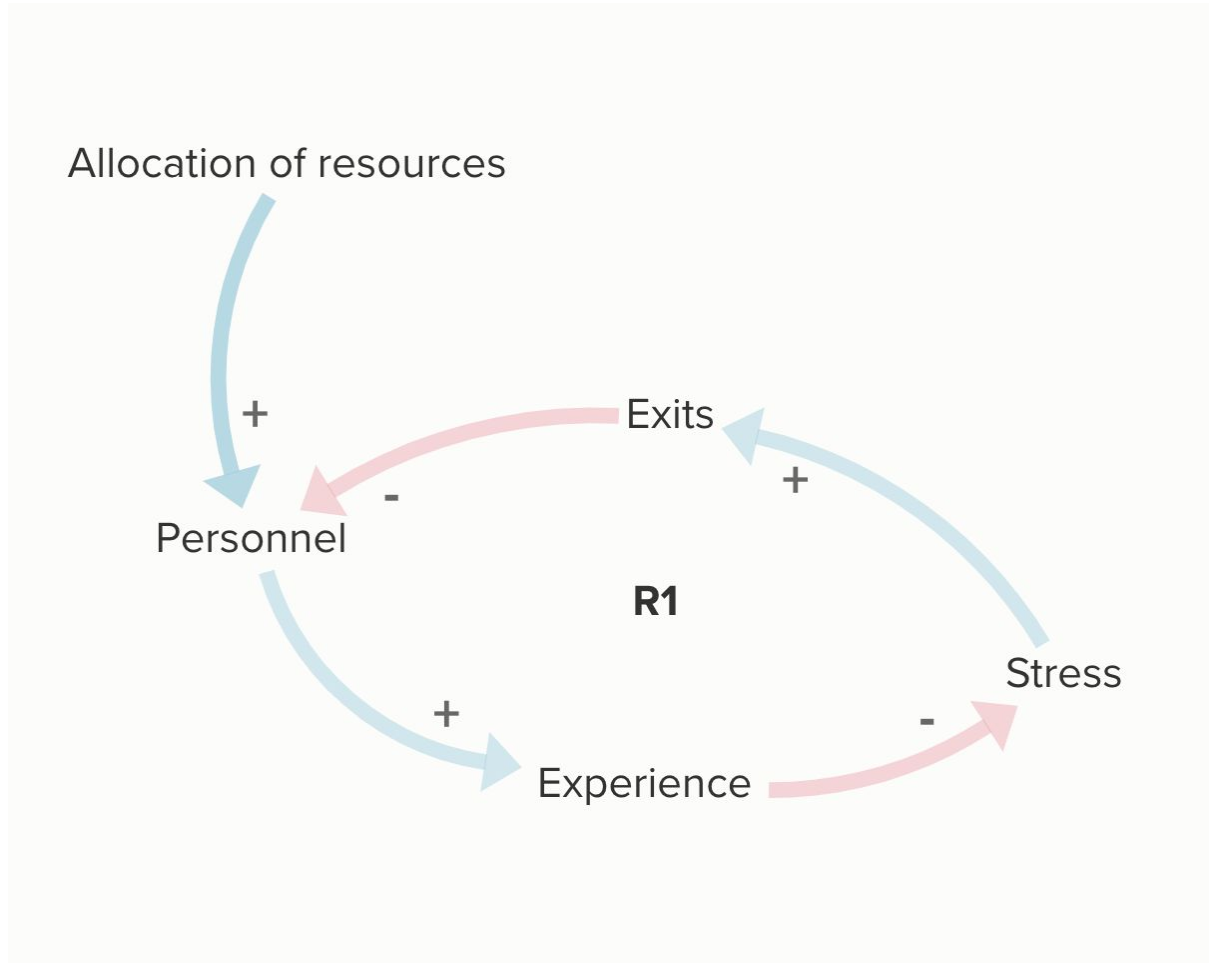 Allocation of resources
+
Exits
+
-
Personnel
R1
Stress
+
-
Experience